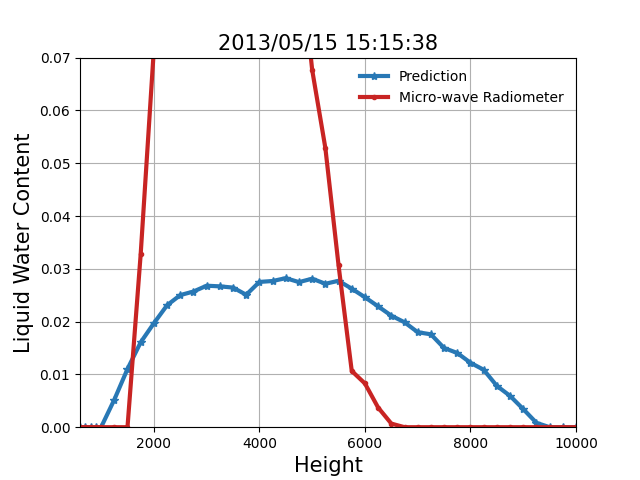 2013/05/15 15:15:38
Prediction
Micro-wave Radiometer
Liquid Water Content
0.07
0.06
0.05
0.04
0.03
0.02
0.01
0.00
2000 4000 6000 8000 10000
Height